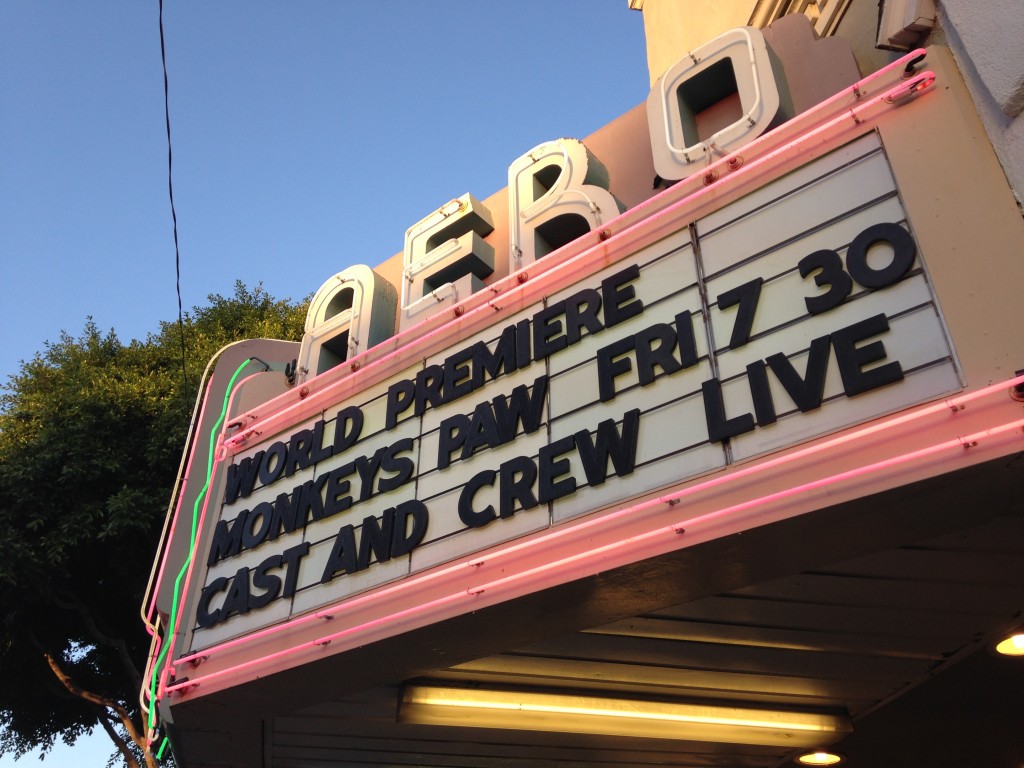 AERO
WORLD PREMIERE
MONKEYS PAW FRI 7 30
CAST AND CREW LIVE